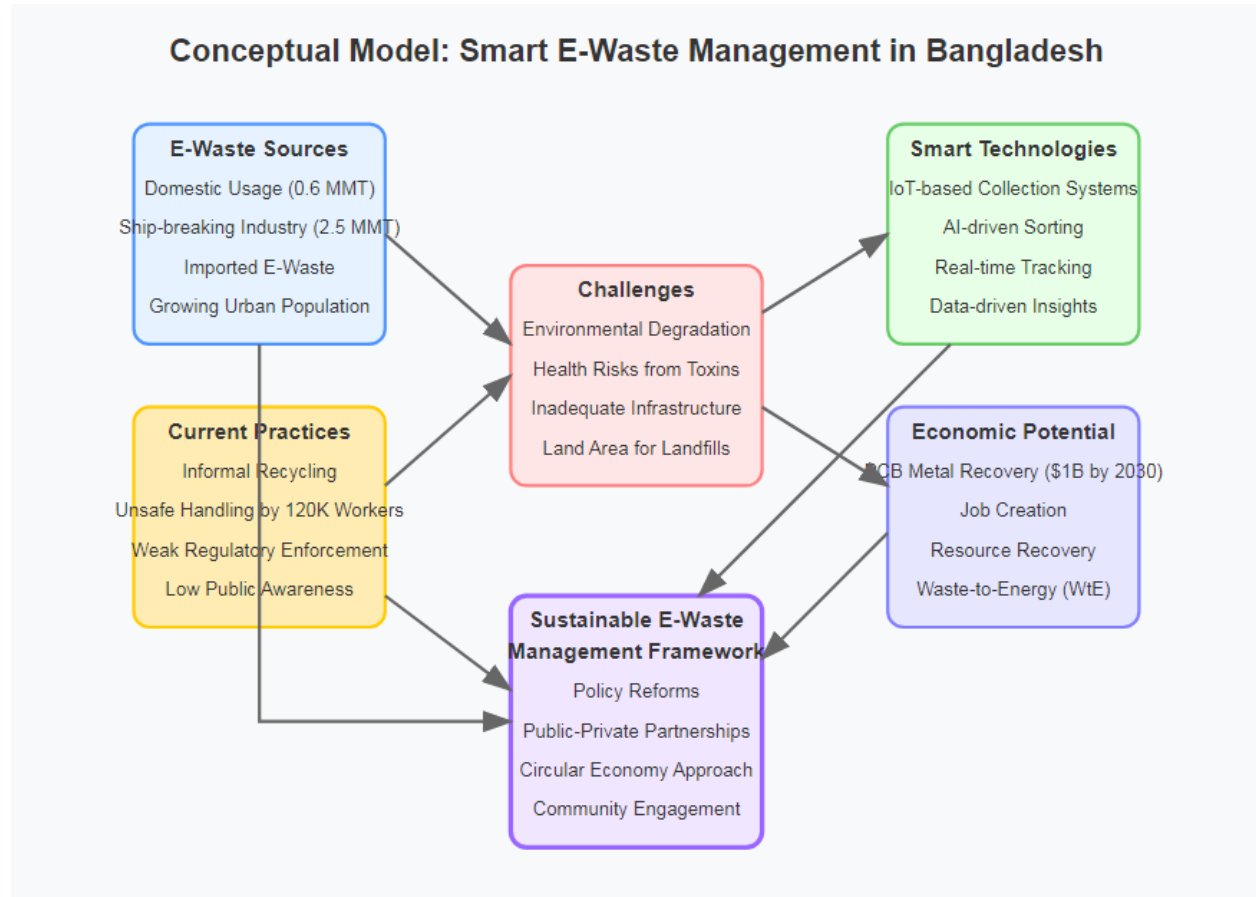 Conceptual Model: Smart E-Waste Management in Bangladesh
E-Waste Sources
Domestic Usage (0.6 MMT)
Ship-breaking Industry (2.5 MMT)
Imported E-Waste
Growing Urban Population
Smart Technologies
IoT-based Collection Systems
AI-driven Sorting
Real-time Tracking
Data-driven Insights
Challenges
Environmental Degradation
Health Risks from Toxins
Inadequate Infrastructure
Land Area for Landfills
Current Practices
Informal Recycling
Unsafe Handling by 120K Workers
Weak Regulatory Enforcement
Low Public Awareness
Economic Potential
PCB Metal Recovery ($1B by 2030)
Job Creation
Resource Recovery
Waste-to-Energy (WtE)
Sustainable E-Waste
Management Framework
Policy Reforms
Public-Private Partnerships
Circular Economy Approach
Community Engagement